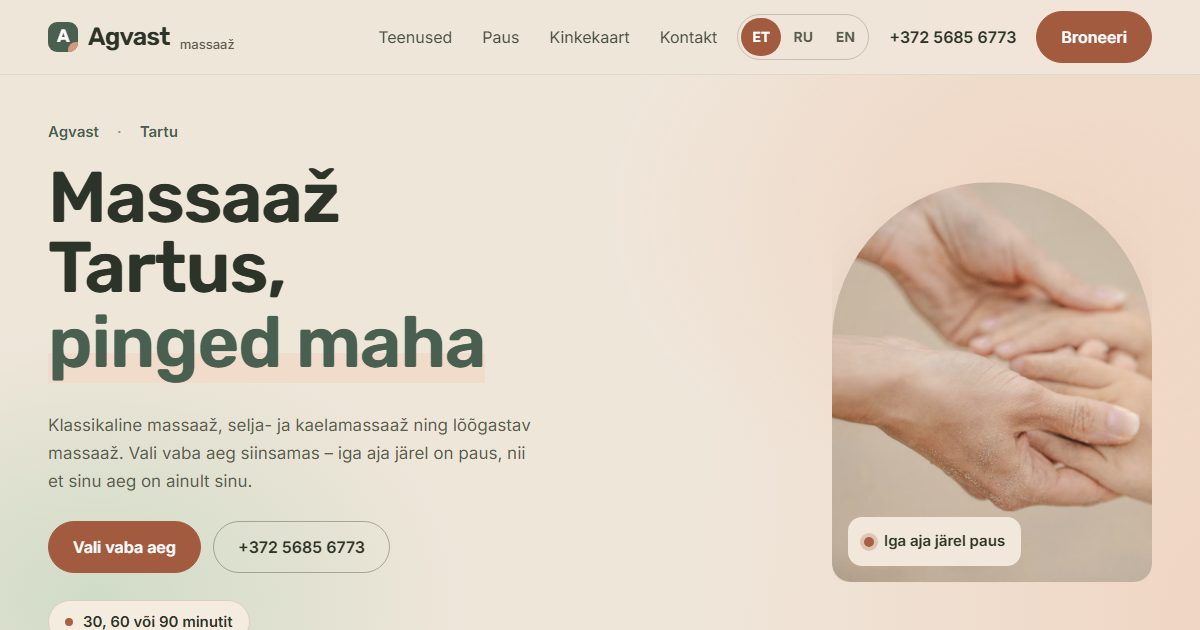 A Agvast massaaž
Teenused Paus Kinkekaart Kontakt ET RU EN +372 5685 6773 Broneeri
Agvast · Tartu
Massaaž
Tartus,
pinged maha
Klassikaline massaaž, selja- ja kaelamassaaž ning lõõgastav
massaaž. Vali vaba aeg siinsamas – iga aja järel on paus, nii
et sinu aeg on ainult sinu.
Vali vaba aeg +372 5685 6773
Iga aja järel paus
30, 60 või 90 minutit